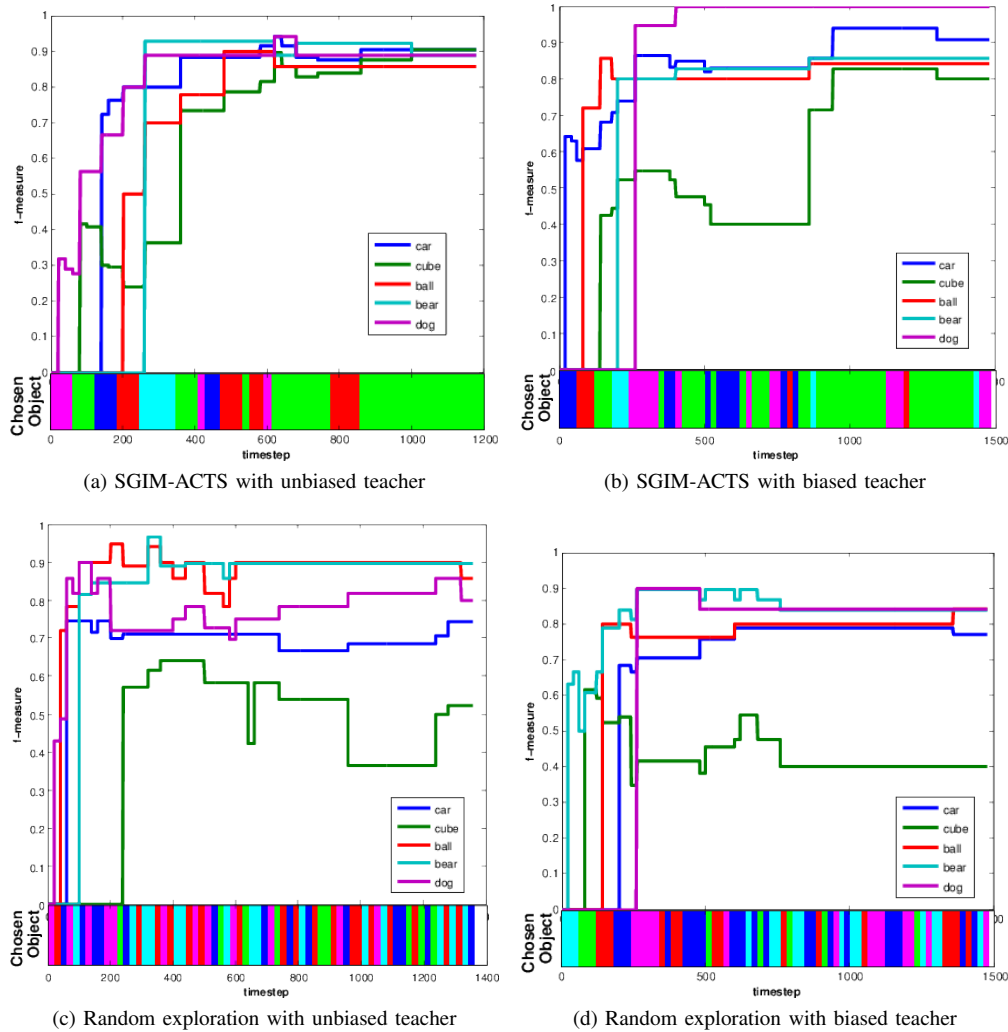 1
0.9
0.8
0.7
0.6
0.5
0.4
0.3
0.2
0.1
0
f-measure
car
cube
ball
bear
dog
Chosen
Object
0 200 400 600 800 1000 1200
timestep
(a) SGIM-ACTS with unbiased teacher
1
0.9
0.8
0.7
0.6
0.5
0.4
0.3
0.2
0.1
0
f-measure
car
cube
ball
bear
dog
Chosen
Object
0 500 1000 1500
timestep
(b) SGIM-ACTS with biased teacher
1
0.9
0.8
0.7
0.6
0.5
0.4
0.3
0.2
0.1
0
f-measure
car
cube
ball
bear
dog
Chosen
Object
0 200 400 600 800 1000 1200 1400
timestep
(c) Random exploration with unbiased teacher
1
0.9
0.8
0.7
0.6
0.5
0.4
0.3
0.2
0.1
0
f-measure
car
cube
ball
bear
dog
Chosen
Object
0 500 1000 1500
timestep
(d) Random exploration with biased teacher